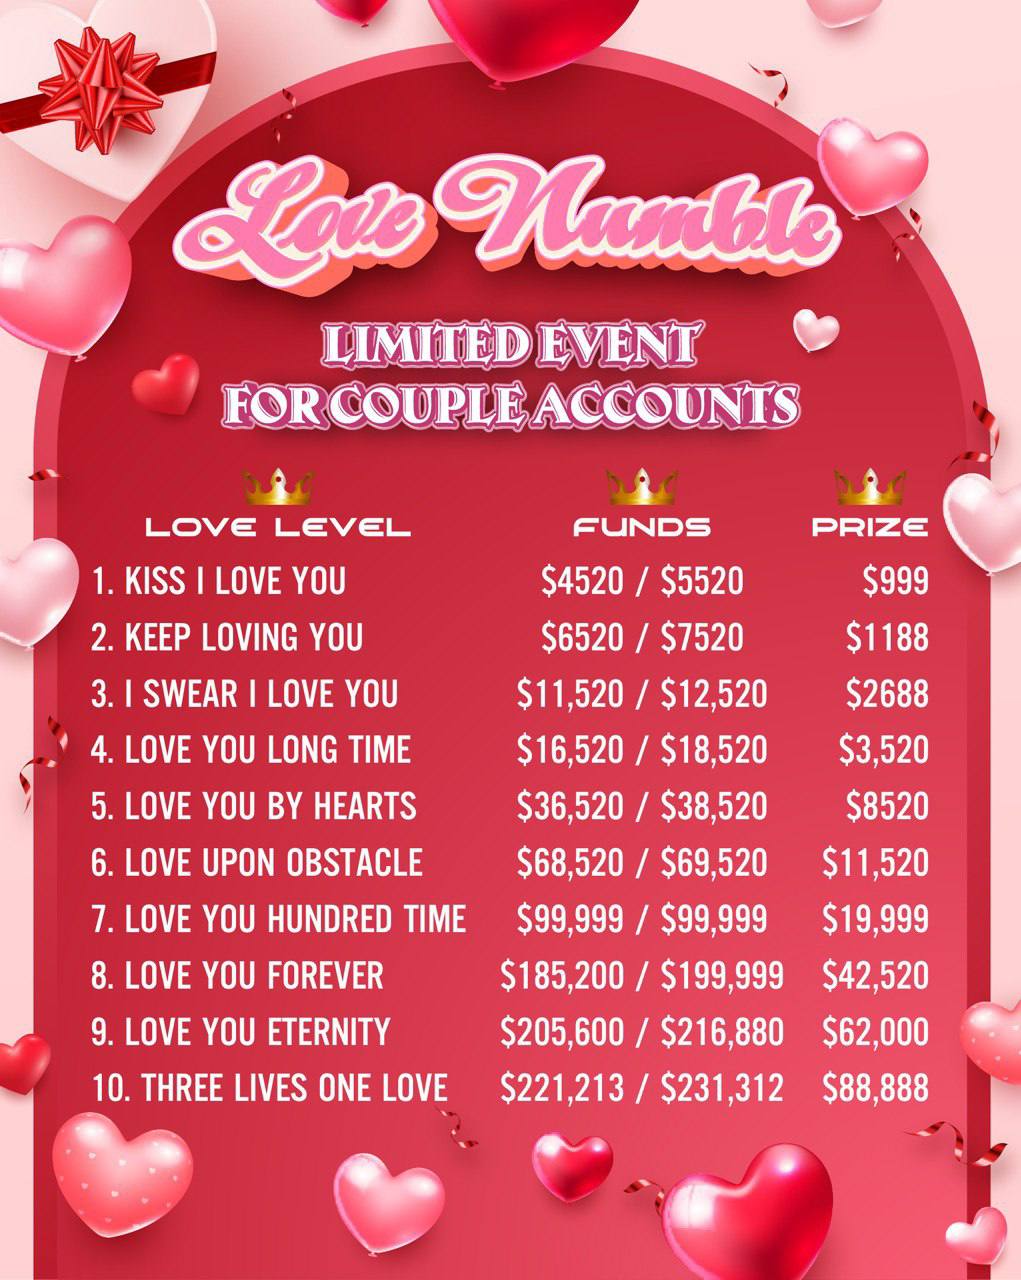 Love Numble
LIMITED EVENT
FOR COUPLE ACCOUNTS
LOVE LEVEL FUNDS PRIZE
1. KISS I LOVE YOU $4520 / $5520 $999
2. KEEP LOVING YOU $6520 / $7520 $1188
3. I SWEAR I LOVE YOU $11,520 / $12,520 $2688
4. LOVE YOU LONG TIME $16,520 / $18,520 $3,520
5. LOVE YOU BY HEARTS $36,520 / $38,520 $8520
6. LOVE UPON OBSTACLE $68,520 / $69,520 $11,520
7. LOVE YOU HUNDRED TIME $99,999 / $99,999 $19,999
8. LOVE YOU FOREVER $185,200 / $199,999 $42,520
9. LOVE YOU ETERNITY $205,600 / $216,880 $62,000
10. THREE LIVES ONE LOVE $221,213 / $231,312 $88,888